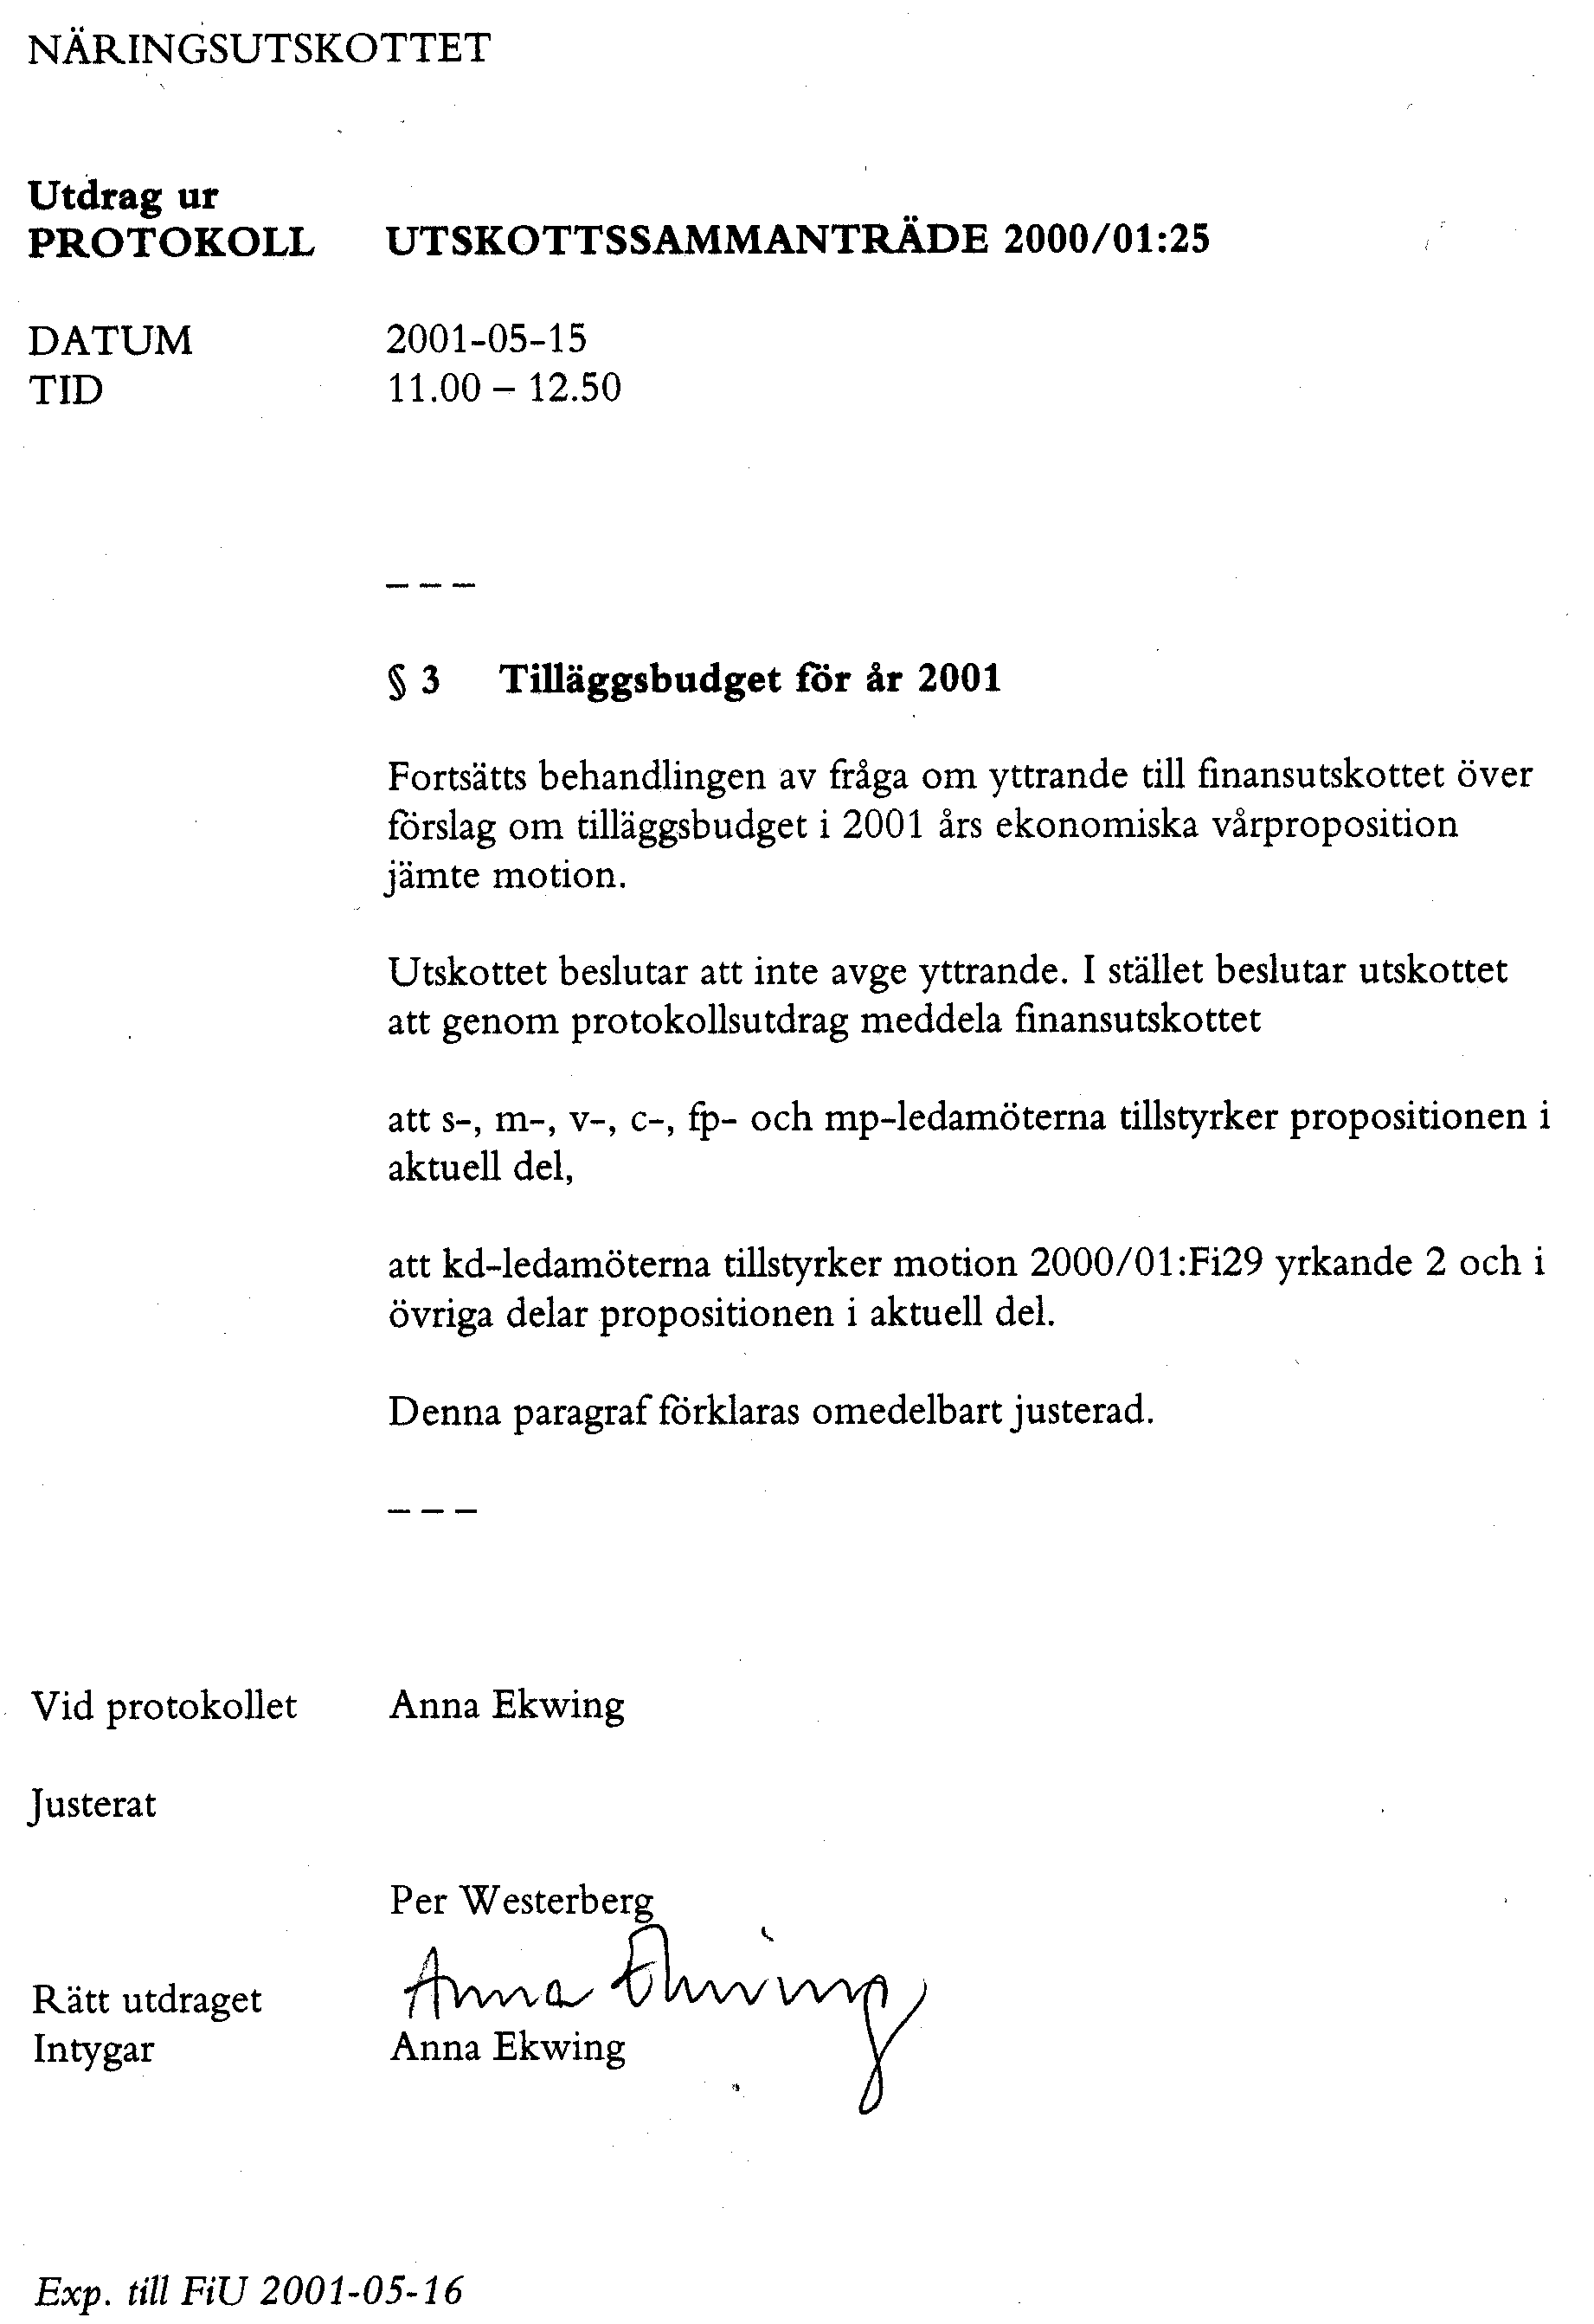 NÄRINGSUTSKOTTET
Utdrag ur
PROTOKOLL UTSKOTTSSAMMANTRÄDE 2000/01:25
DATUM 2001-05-15
TID 11.00 – 12.50
– – –
§ 3 Tilläggsbudget för år 2001
Fortsätts behandlingen av fråga om yttrande till finansutskottet över
förslag om tilläggsbudget i 2001 års ekonomiska vårproposition
jämte motion.
Utskottet beslutar att inte avge yttrande. I stället beslutar utskottet
att genom protokollsutdrag meddela finansutskottet
att s-, m-, v-, c-, fp- och mp-ledamöterna tillstyrker propositionen i
aktuell del,
att kd-ledamöterna tillstyrker motion 2000/01:Fi29 yrkande 2 och i
övriga delar propositionen i aktuell del.
Denna paragraf förklaras omedelbart justerad.
– – –
Vid protokollet Anna Ekwing
Justerat
Per Westerberg
Anna Ekwing
Rätt utdraget
Intygar Anna Ekwing
Exp. till FiU 2001-05-16